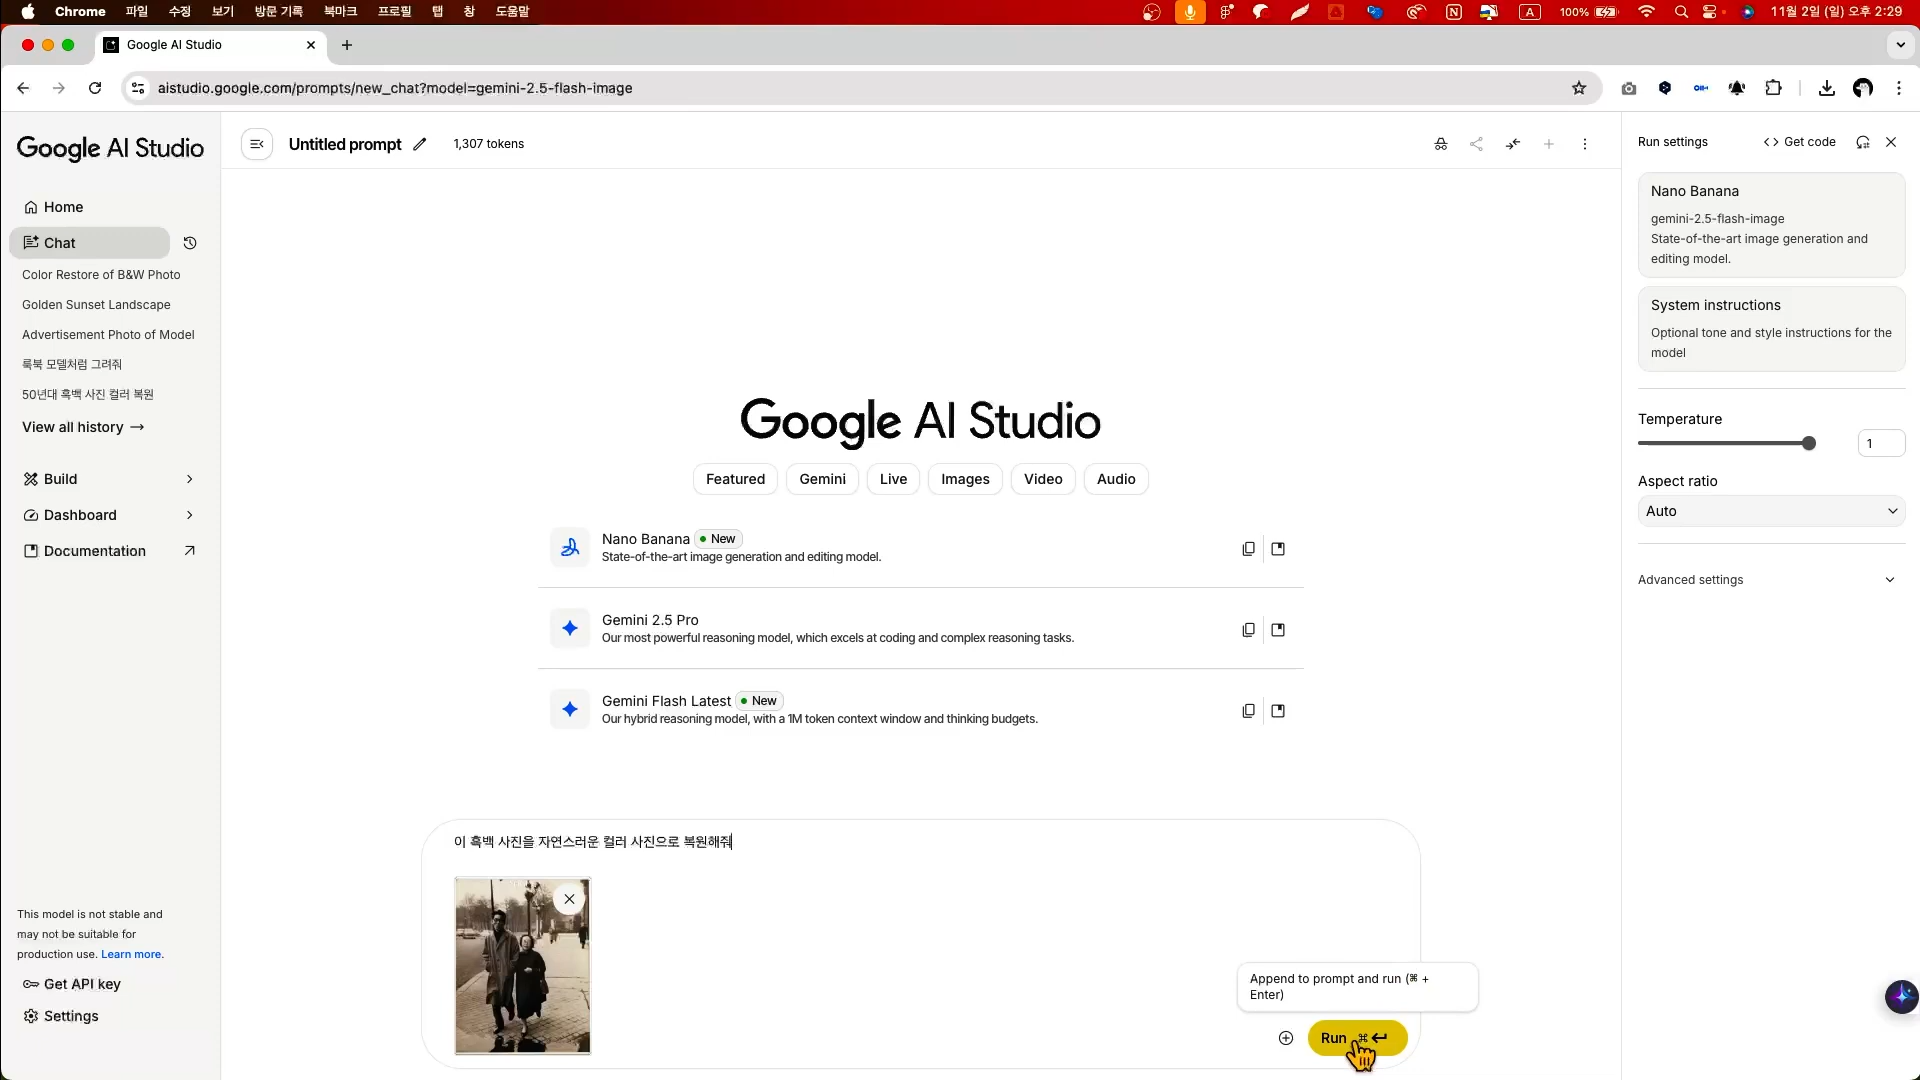 Chrome 파일 수정 보기 방문 기록 북마크 프로필 탭 창 도움말
A 100% 11월 2일 (일) 오후 2:29
Google AI Studio
aistudio.google.com/prompts/new_chat?model=gemini-2.5-flash-image
Google AI Studio
Home
Chat
Color Restore of B&W Photo
Golden Sunset Landscape
Advertisement Photo of Model
룩북 모델처럼 그려줘
50년대 흑백 사진 컬러 복원
View all history →
Build
Dashboard
Documentation
This model is not stable and
may not be suitable for
production use. Learn more.
Get API key
Settings
Untitled prompt 1,307 tokens
Google AI Studio
Featured Gemini Live Images Video Audio
Nano Banana New
State-of-the-art image generation and editing model.
Gemini 2.5 Pro
Our most powerful reasoning model, which excels at coding and complex reasoning tasks.
Gemini Flash Latest New
Our hybrid reasoning model, with a 1M token context window and thinking budgets.
이 흑백 사진을 자연스러운 컬러 사진으로 복원해줘
Append to prompt and run (⌘ +
Enter)
Run ⌘
Run settings <> Get code
Nano Banana
gemini-2.5-flash-image
State-of-the-art image generation and
editing model.
System instructions
Optional tone and style instructions for the
model
Temperature
1
Aspect ratio
Auto
Advanced settings